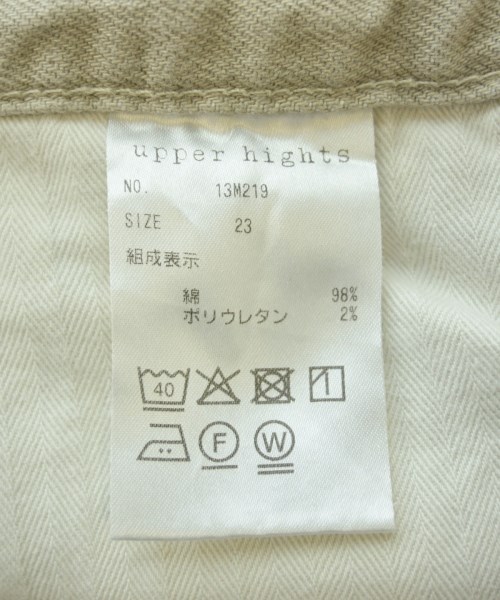 upper hights
NO. 13M219
SIZE 23
組成表示
綿 98%
ポリウレタン 2%
40
F W